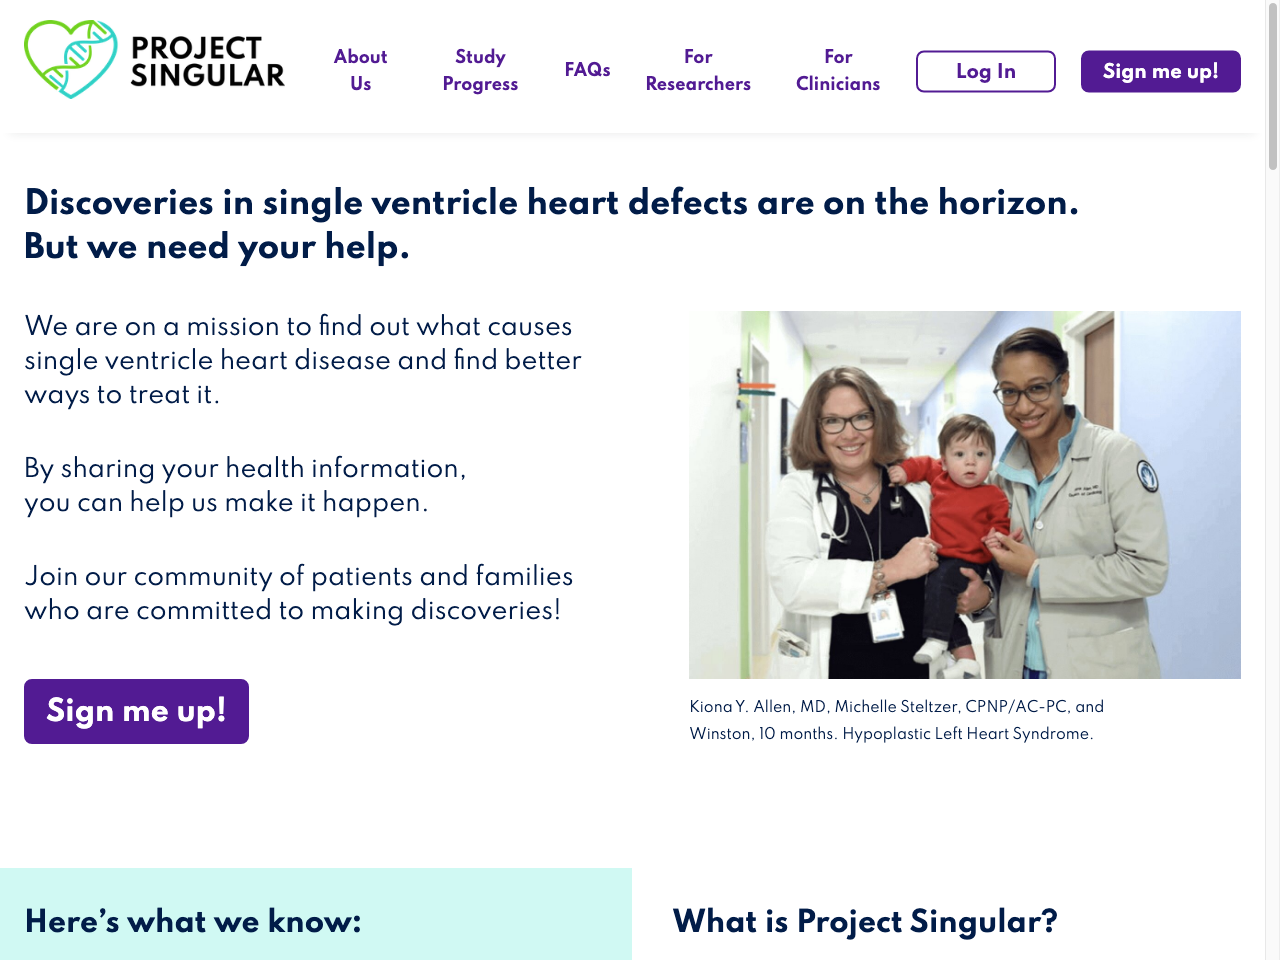 PROJECT
SINGULAR
About
Us
Study
Progress
FAQs
For
Researchers
For
Clinicians
Log In
Sign me up!
Discoveries in single ventricle heart defects are on the horizon.
But we need your help.
We are on a mission to find out what causes
single ventricle heart disease and find better
ways to treat it.
By sharing your health information,
you can help us make it happen.
Join our community of patients and families
who are committed to making discoveries!
Sign me up!
Kiona Y. Allen, MD, Michelle Steltzer, CPNP/AC-PC, and
Winston, 10 months. Hypoplastic Left Heart Syndrome.
Here’s what we know:
What is Project Singular?